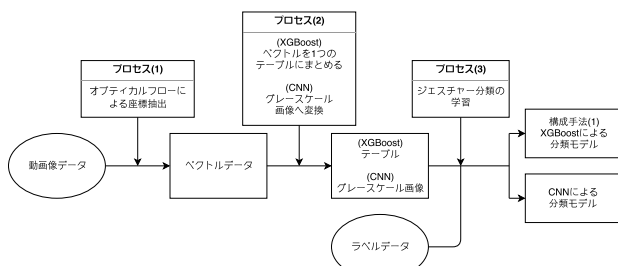 プロセス(1)
オプティカルフローに
よる座標抽出
プロセス(2)
(XGBoost)
ベクトルを1つの
テーブルにまとめる
(CNN)
グレースケール
画像へ変換
プロセス(3)
ジェスチャー分類の
学習
動画像データ
ベクトルデータ
(XGBoost)
テーブル
(CNN)
グレースケール画像
ラベルデータ
構成手法(1)
XGBoostによる
分類モデル
CNNによる
分類モデル